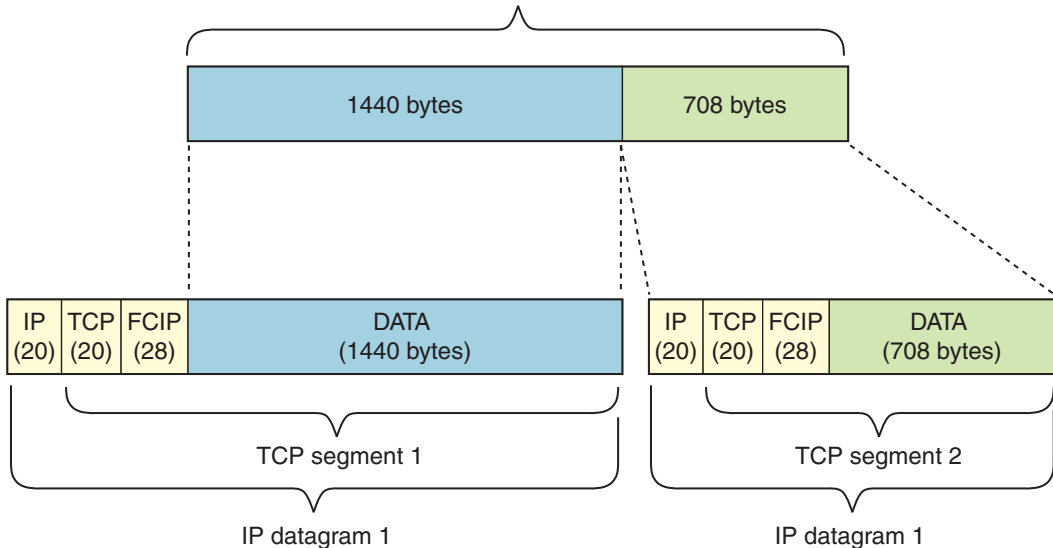 1440 bytes
708 bytes
IP
(20)
TCP
(20)
FCIP
(28)
DATA
(1440 bytes)
IP
(20)
TCP
(20)
FCIP
(28)
DATA
(708 bytes)
TCP segment 1
TCP segment 2
IP datagram 1
IP datagram 1